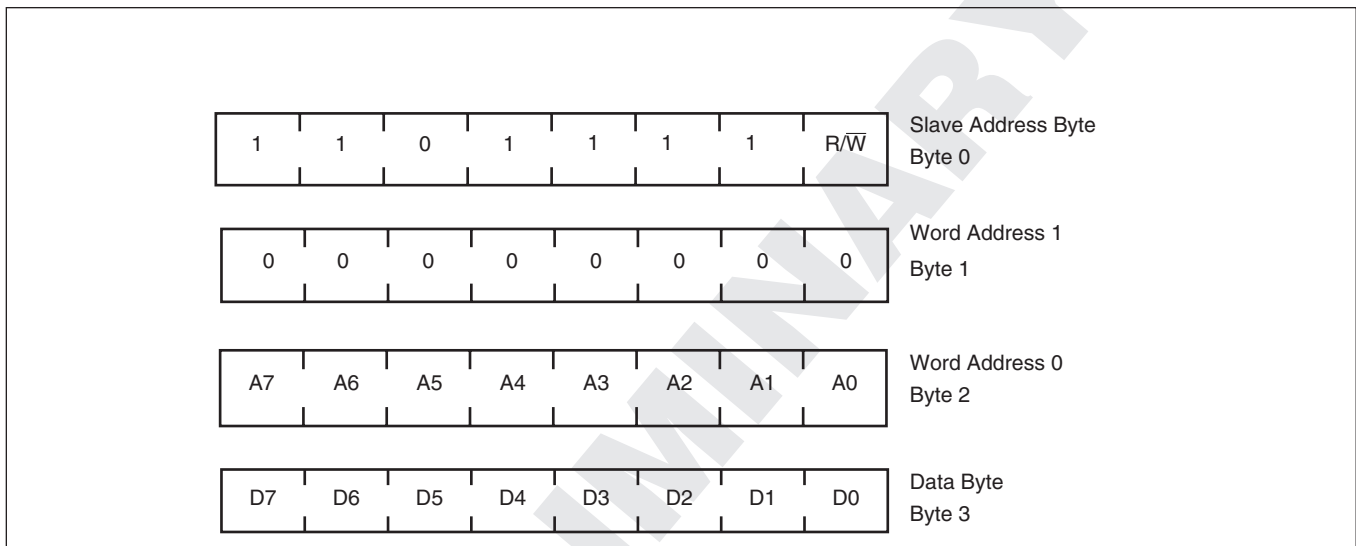 1 1 0 1 1 1 1 R/W̅
Slave Address Byte
Byte 0
0 0 0 0 0 0 0 0
Word Address 1
Byte 1
A7 A6 A5 A4 A3 A2 A1 A0
Word Address 0
Byte 2
D7 D6 D5 D4 D3 D2 D1 D0
Data Byte
Byte 3